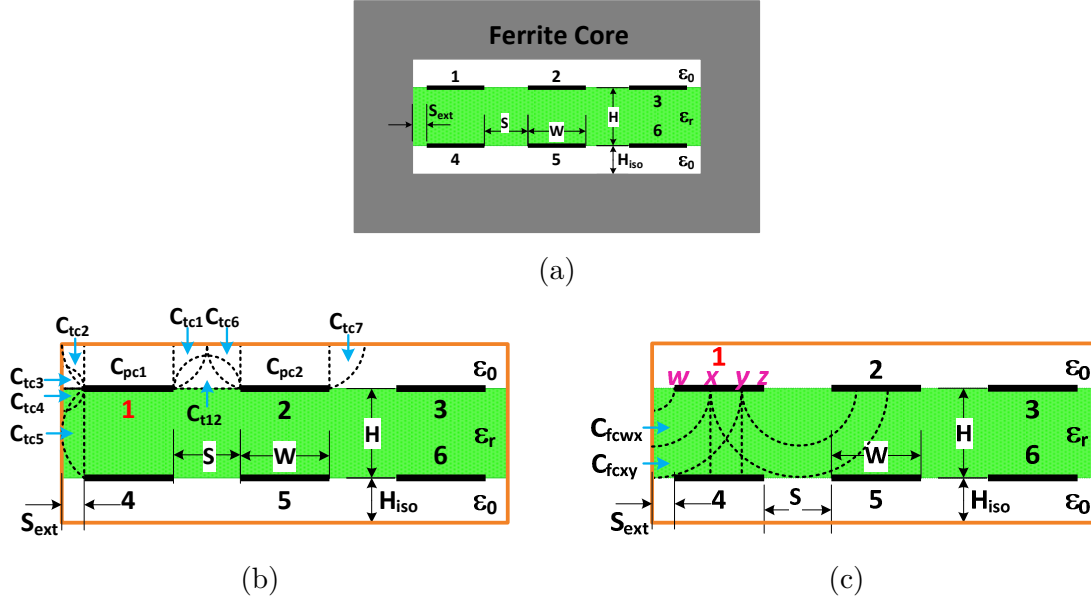 Ferrite Core
1 2 ε0
3
Sext S W H εr
6
4 5 Hiso ε0
(a)
Ctc1 Ctc6
Ctc2 Ctc7
Cpc1 Cpc2 ε0
Ctc3
Ctc4
1 Ct12 2 3
Ctc5 H εr
S W 6
4 5 Hiso ε0
Sext
(b)
1
w x y z 2 ε0
3
Cfcwx H εr
W 6
Cfcxy
4 S 5 Hiso ε0
Sext
(c)